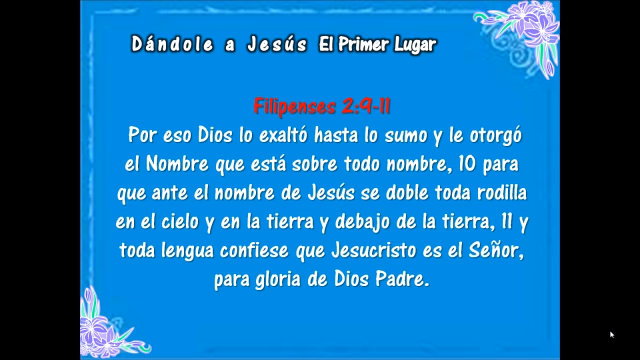 Dándole a Jesús El Primer Lugar
Filipenses 2:9-11
Por eso Dios lo exaltó hasta lo sumo y le otorgó
el Nombre que está sobre todo nombre, 10 para
que ante el nombre de Jesús se doble toda rodilla
en el cielo y en la tierra y debajo de la tierra, 11 y
toda lengua confiese que Jesucristo es el Señor,
para gloria de Dios Padre.